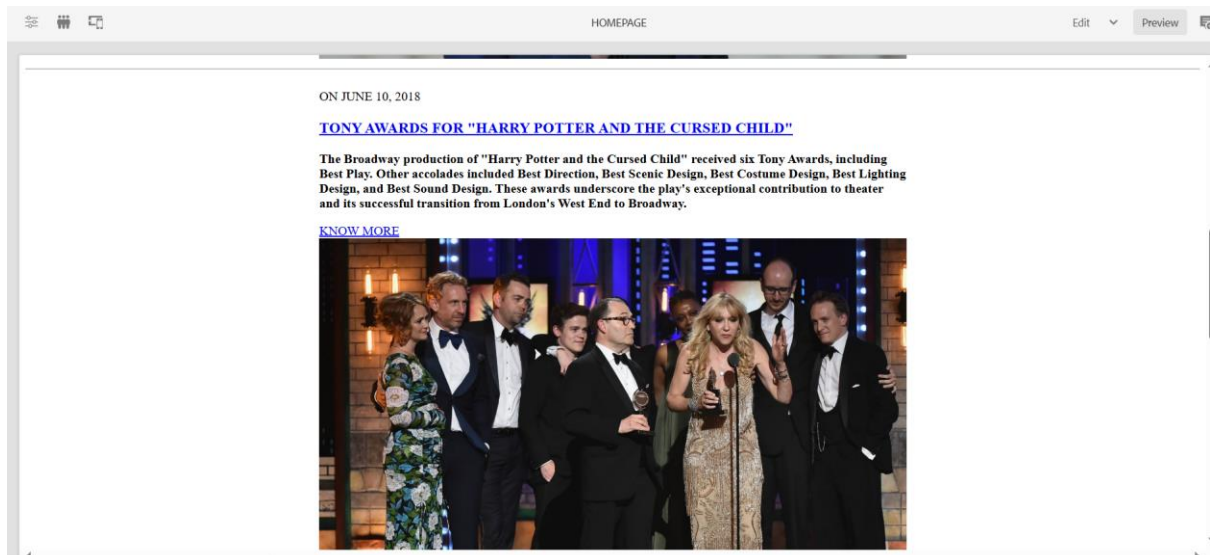 HOMEPAGE
Edit
Preview
ON JUNE 10, 2018
TONY AWARDS FOR "HARRY POTTER AND THE CURSED CHILD"
The Broadway production of "Harry Potter and the Cursed Child" received six Tony Awards, including
Best Play. Other accolades included Best Direction, Best Scenic Design, Best Costume Design, Best Lighting
Design, and Best Sound Design. These awards underscore the play's exceptional contribution to theater
and its successful transition from London's West End to Broadway.
KNOW MORE